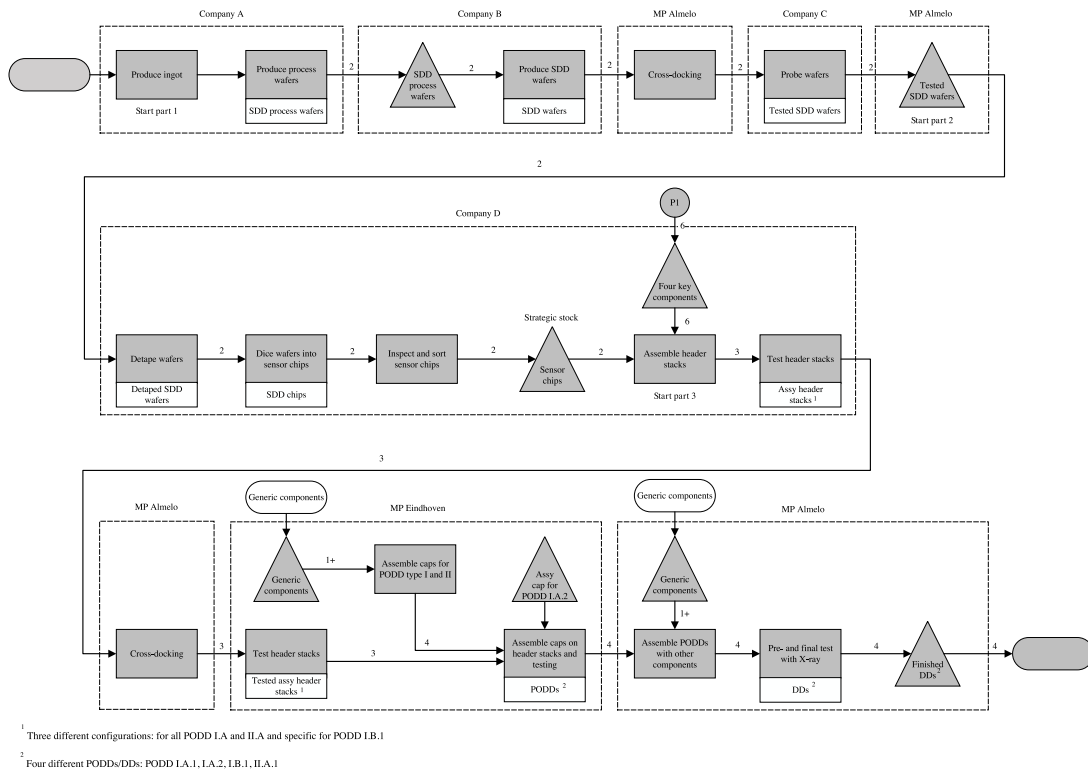 Company A
Company B
MP Almelo
Company C
MP Almelo
Produce ingot
Start part 1
Produce process
wafers
SDD process wafers
2
SDD
process
wafers
2
Produce SDD
wafers
SDD wafers
2
Cross-docking
2
Probe wafers
Tested SDD wafers
2
Tested
SDD wafers
Start part 2
2
Company D
P1
6
Four key
components
6
Detape wafers
Detaped SDD
wafers
2
Dice wafers into
sensor chips
SDD chips
2
Inspect and sort
sensor chips
2
Strategic stock
Sensor
chips
2
Assemble header
stacks
Start part 3
3
Test header stacks
Assy header
stacks 1
3
MP Almelo
Cross-docking
3
MP Eindhoven
Generic components
Generic
components
1+
Assemble caps for
PODD type I and II
4
Assy
cap for
PODD I.A.2
Test header stacks
Tested assy header
stacks 1
3
Assemble caps on
header stacks and
testing
PODDs 2
4
MP Almelo
Generic components
Generic
components
1+
Assemble PODDs
with other
components
4
Pre- and final test
with X-ray
DDs 2
4
Finished
DDs 2
4
1 Three different configurations: for all PODD I.A and II.A and specific for PODD I.B.1
2 Four different PODDs/DDs: PODD I.A.1, I.A.2, I.B.1, II.A.1